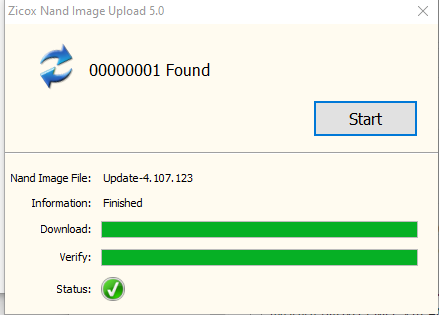 Zicox Nand Image Upload 5.0
00000001 Found
Start
Nand Image File: Update-4.107.123
Information: Finished
Download:
Verify:
Status: